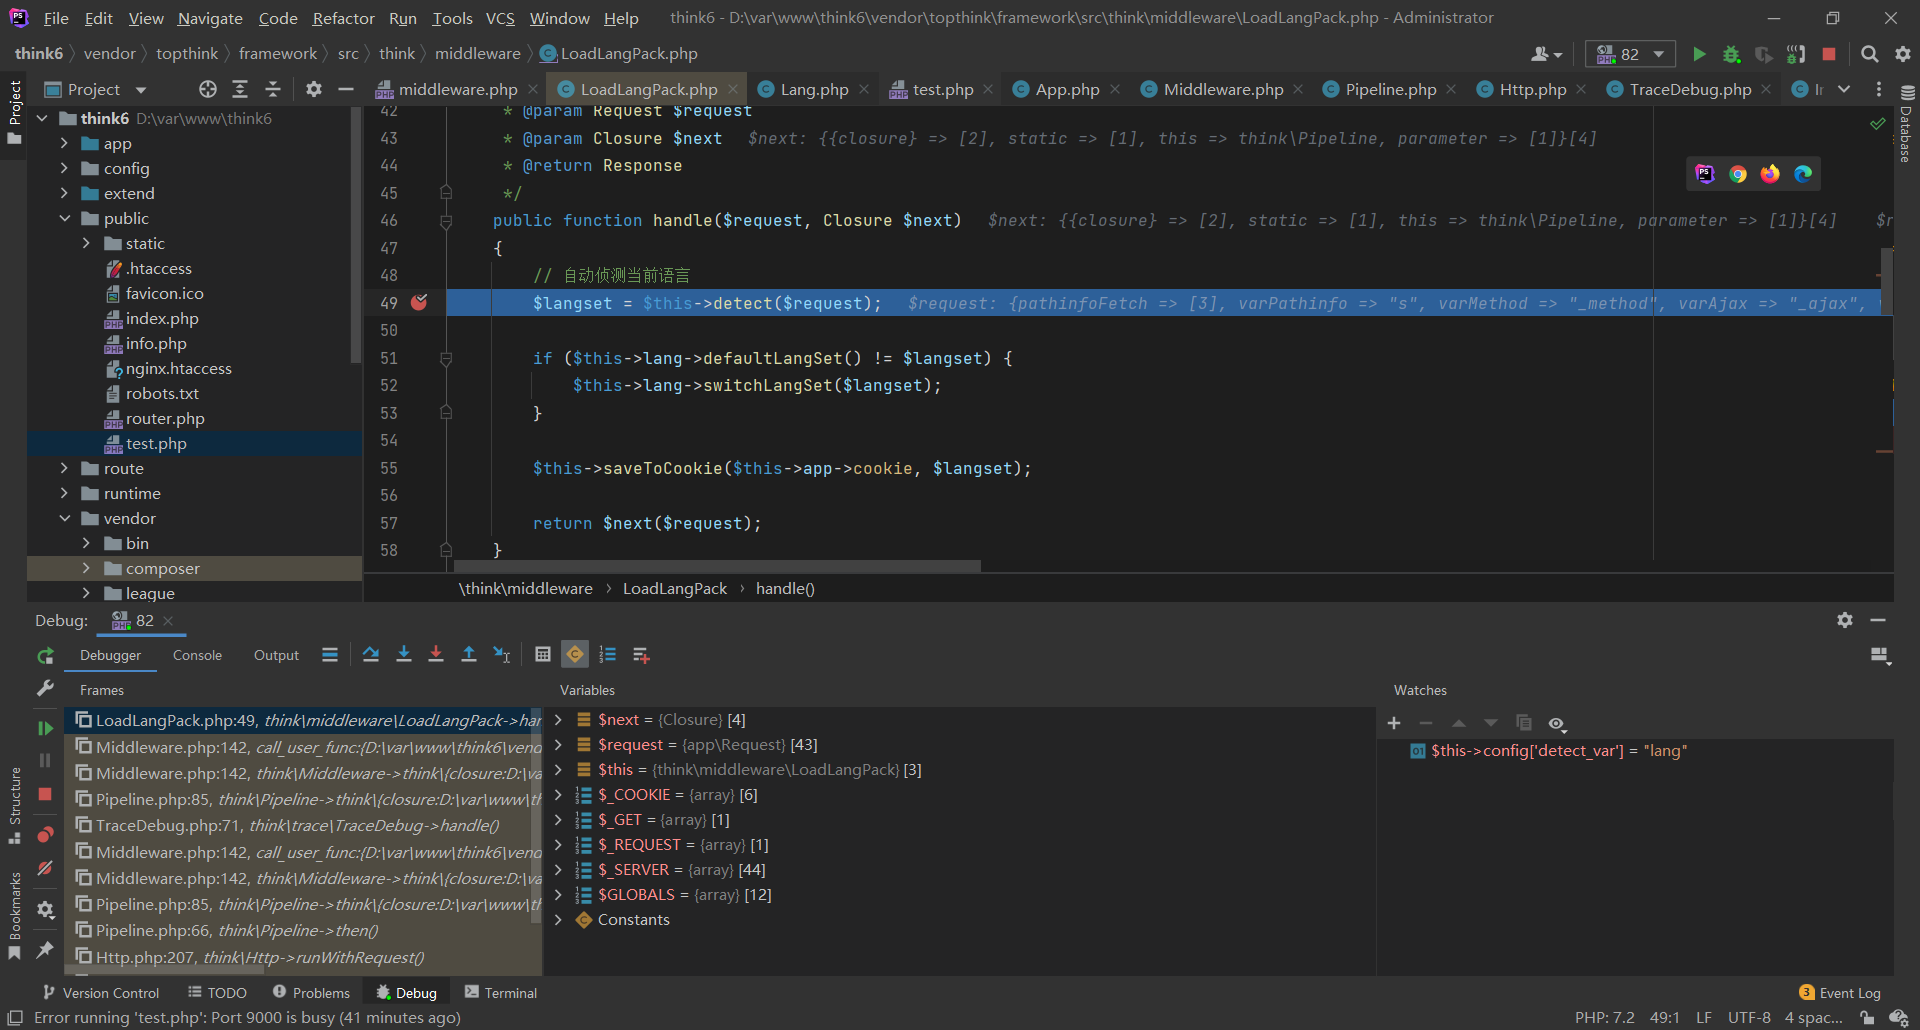 File Edit View Navigate Code Refactor Run Tools VCS Window Help think6 - D:\var\www\think6\vendor\topthink\framework\src\think\middleware\LoadLangPack.php - Administrator
think6 vendor topthink framework src think middleware LoadLangPack.php
82
Project
middleware.php LoadLangPack.php Lang.php test.php App.php Middleware.php Pipeline.php Http.php TraceDebug.php
Project
Database
think6 D:\var\www\think6
app
config
extend
public
static
.htaccess
favicon.ico
index.php
info.php
nginx.htaccess
robots.txt
router.php
test.php
route
runtime
vendor
bin
composer
league
42 * @param Request $request
43 * @param Closure $next $next: {{closure} => [2], static => [1], this => think\Pipeline, parameter => [1]}[4]
44 * @return Response
45 */
46 public function handle($request, Closure $next) $next: {{closure} => [2], static => [1], this => think\Pipeline, parameter => [1]}[4] $r
47 {
48 // 自动侦测当前语言
49 $langset = $this->detect($request); $request: {pathinfoFetch => [3], varPathinfo => "s", varMethod => "_method", varAjax => "_ajax",
50
51 if ($this->lang->defaultLangSet() != $langset) {
52 $this->lang->switchLangSet($langset);
53 }
54
55 $this->saveToCookie($this->app->cookie, $langset);
56
57 return $next($request);
58 }
\think\middleware › LoadLangPack › handle()
Debug: 82
Debugger Console Output
Frames
LoadLangPack.php:49, think\middleware\LoadLangPack->han
Middleware.php:142, call_user_func:{D:\var\www\think6\vend
Middleware.php:142, think\Middleware->think\{closure:D:\va
Pipeline.php:85, think\Pipeline->think\{closure:D:\var\www\th
TraceDebug.php:71, think\trace\TraceDebug->handle()
Middleware.php:142, call_user_func:{D:\var\www\think6\vend
Middleware.php:142, think\Middleware->think\{closure:D:\va
Pipeline.php:85, think\Pipeline->think\{closure:D:\var\www\th
Pipeline.php:66, think\Pipeline->then()
Http.php:207, think\Http->runWithRequest()
Variables
$next = {Closure} [4]
$request = {app\Request} [43]
$this = {think\middleware\LoadLangPack} [3]
$_COOKIE = {array} [6]
$_GET = {array} [1]
$_REQUEST = {array} [1]
$_SERVER = {array} [44]
$GLOBALS = {array} [12]
Constants
Watches
$this->config['detect_var'] = "lang"
Structure
Bookmarks
Version Control TODO Problems Debug Terminal 3 Event Log
Error running 'test.php': Port 9000 is busy (41 minutes ago) PHP: 7.2 49:1 LF UTF-8 4 spac...